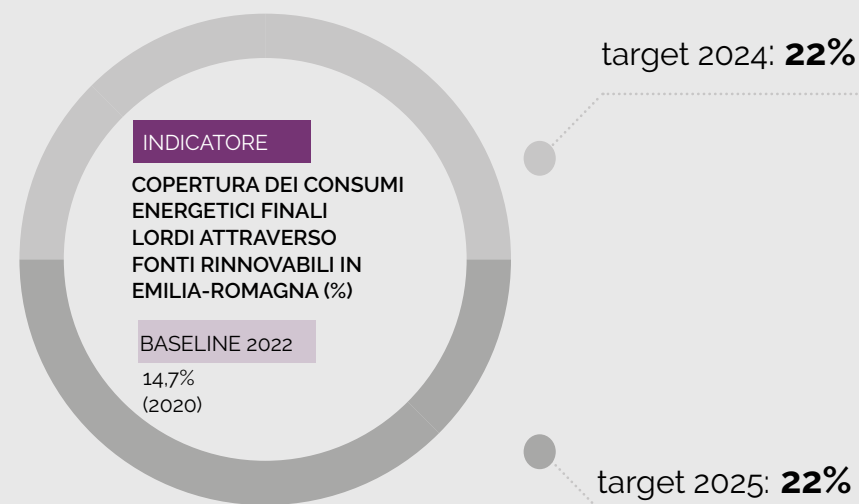 target 2024: 22%
INDICATORE
COPERTURA DEI CONSUMI
ENERGETICI FINALI
LORDI ATTRAVERSO
FONTI RINNOVABILI IN
EMILIA-ROMAGNA (%)
BASELINE 2022
14,7%
(2020)
target 2025: 22%